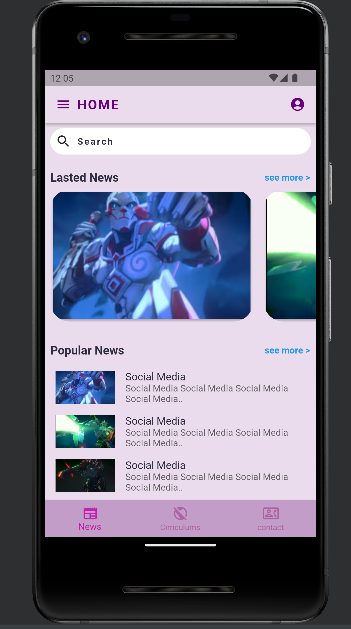 12:05
HOME
Search
Lasted News
see more >
Popular News
see more >
Social Media
Social Media Social Media Social Media
Social Media..
Social Media
Social Media Social Media Social Media
Social Media..
Social Media
Social Media Social Media Social Media
Social Media..
News
Cirriculums
contact